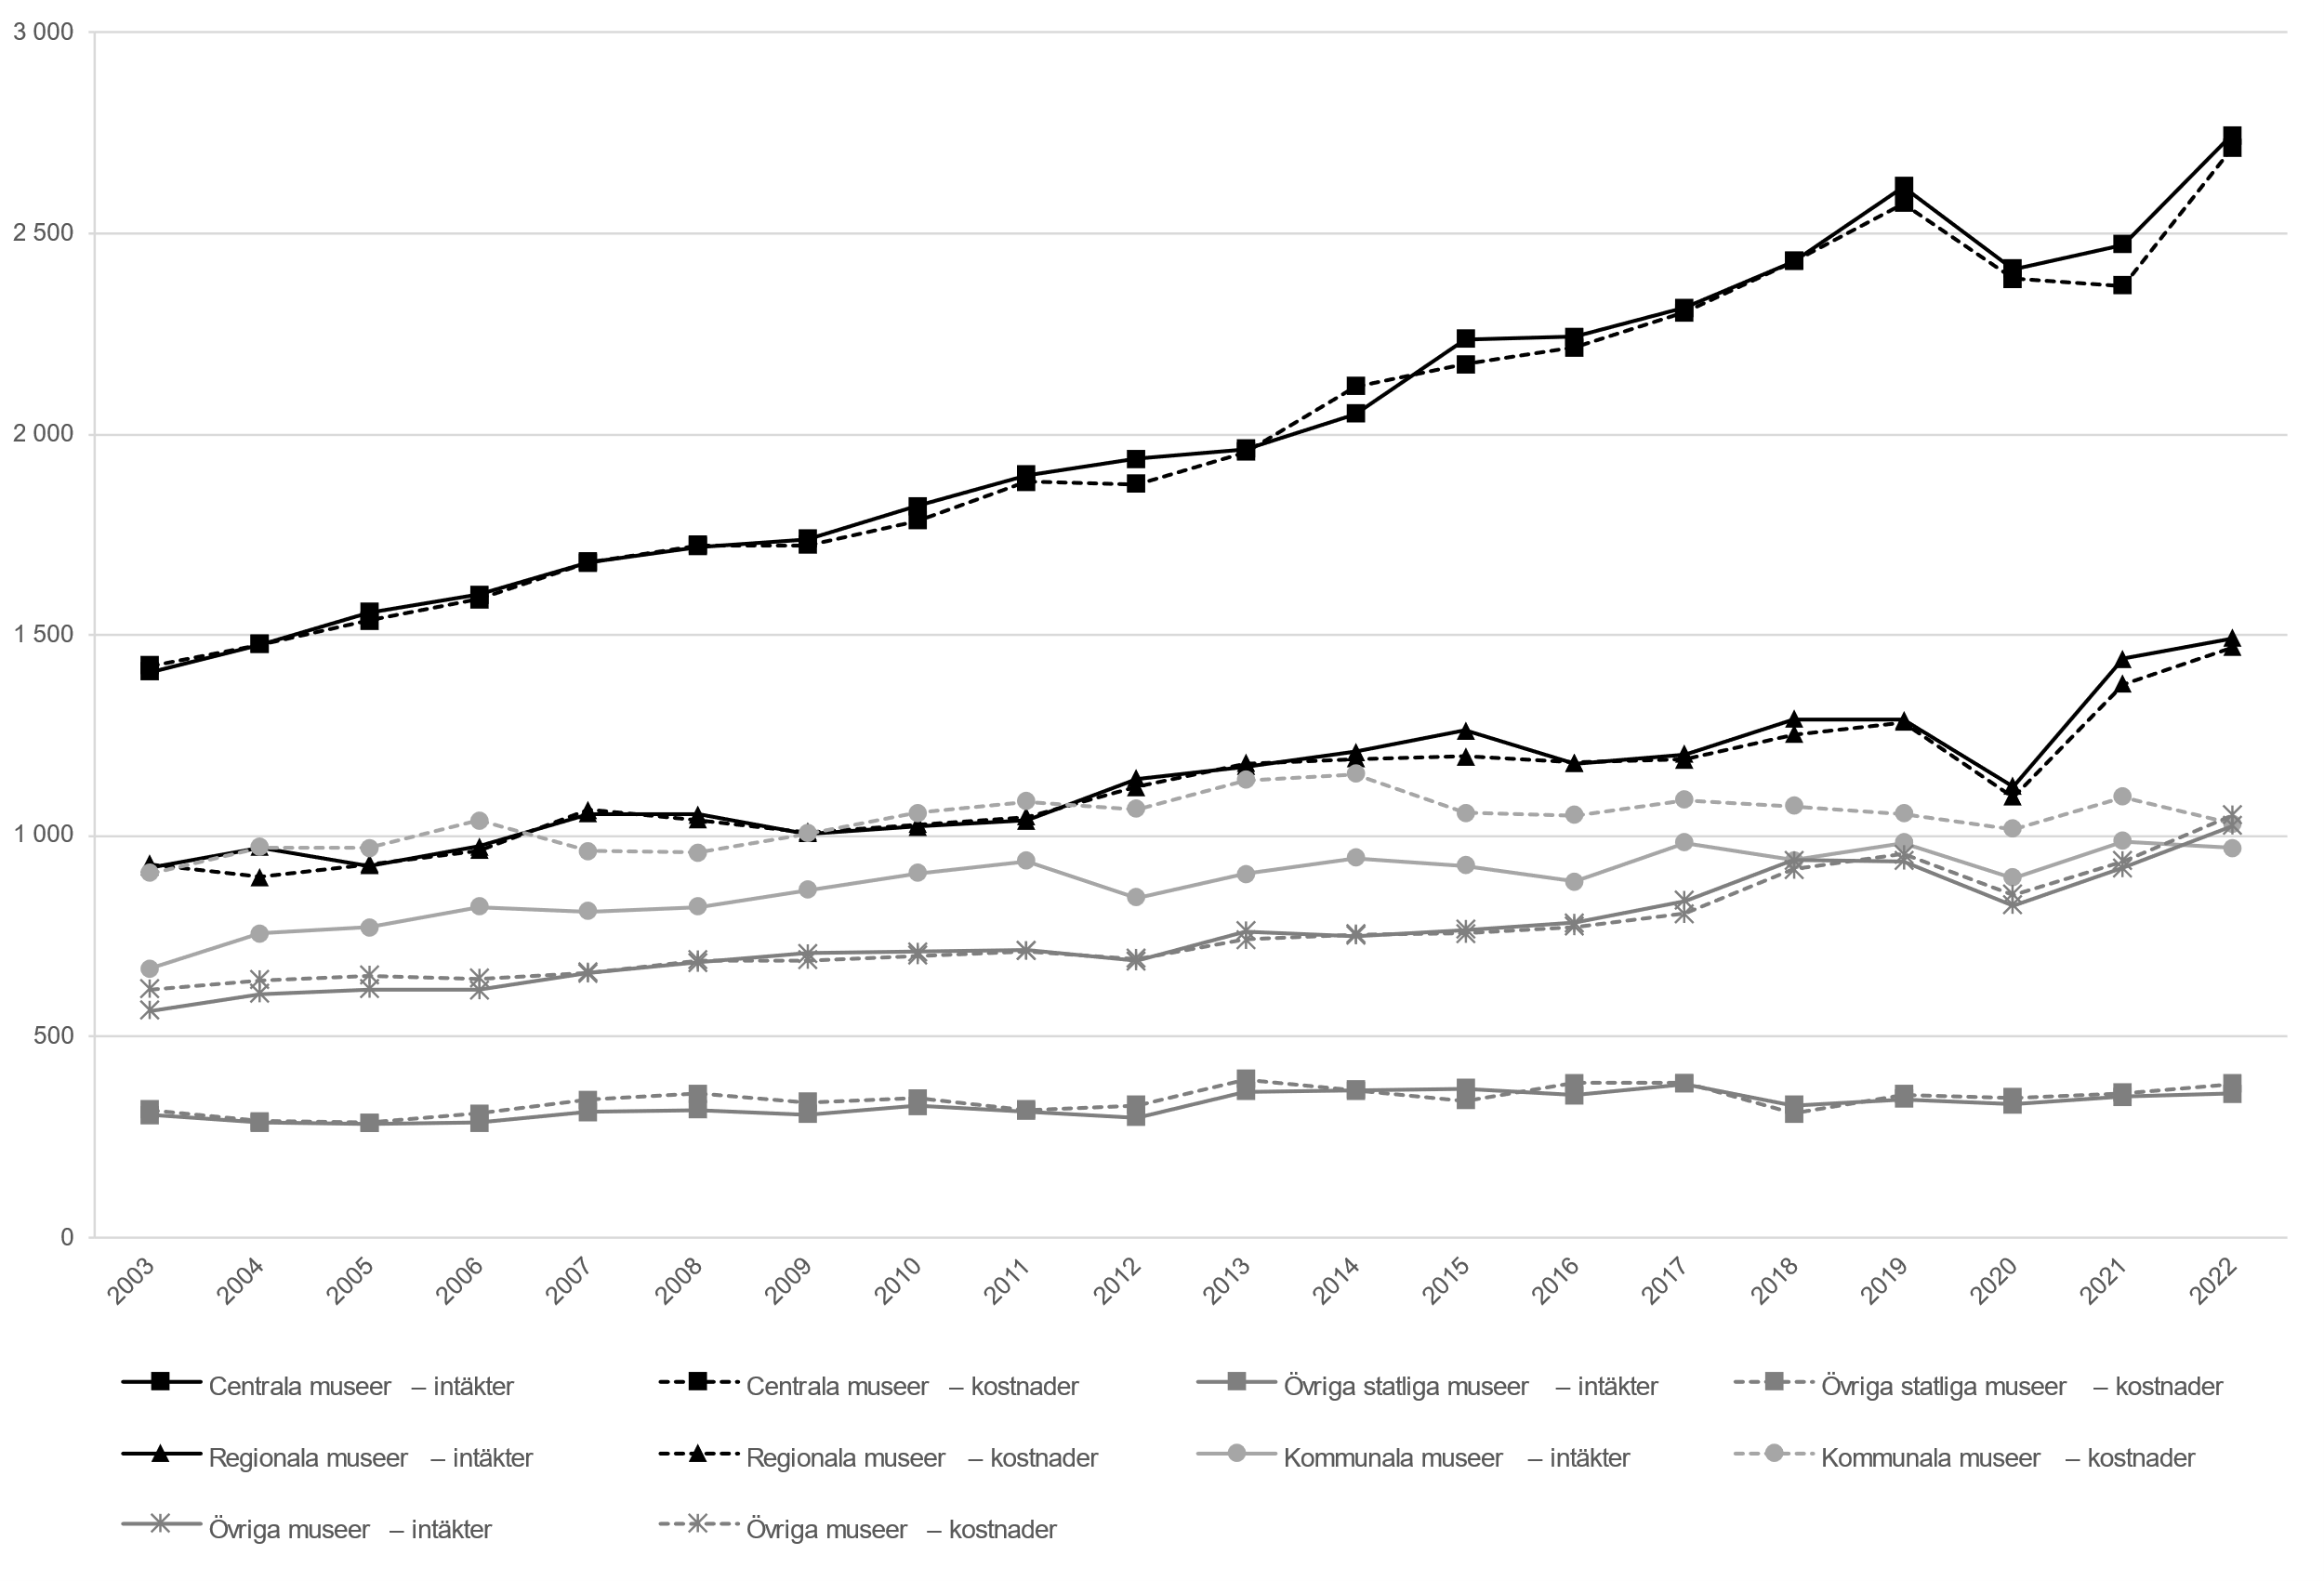 3 000
2 500
2 000
1 500
1 000
500
0
2003 2004 2005 2006 2007 2008 2009 2010 2011 2012 2013 2014 2015 2016 2017 2018 2019 2020 2021 2022
Centrala museer – intäkter Centrala museer – kostnader Övriga statliga museer – intäkter Övriga statliga museer – kostnader
Regionala museer – intäkter Regionala museer – kostnader Kommunala museer – intäkter Kommunala museer – kostnader
Övriga museer – intäkter Övriga museer – kostnader